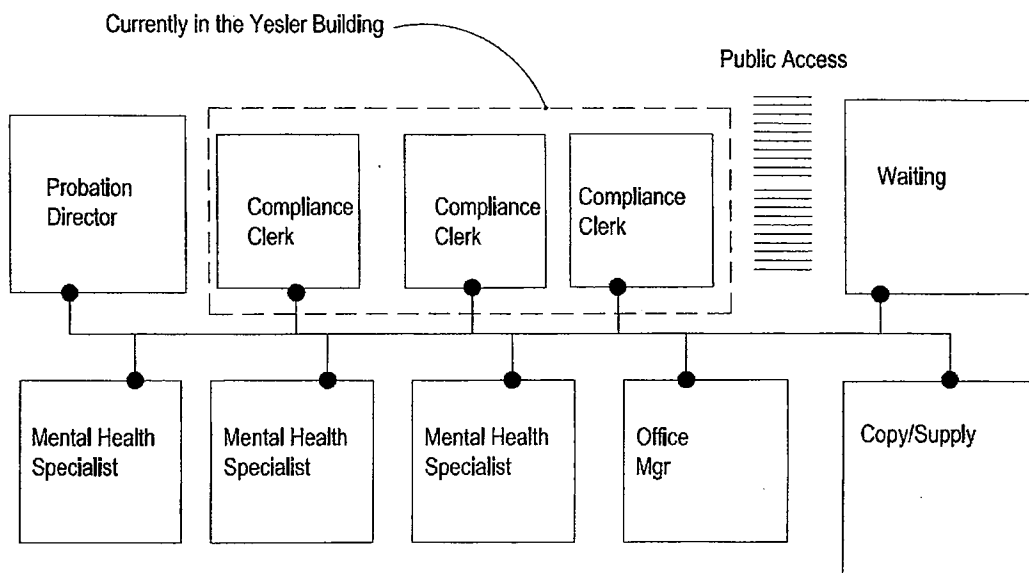 Currently in the Yesler Building
Public Access
Probation
Director
Compliance
Clerk
Compliance
Clerk
Compliance
Clerk
Waiting
Mental Health
Specialist
Mental Health
Specialist
Mental Health
Specialist
Office
Mgr
Copy/Supply